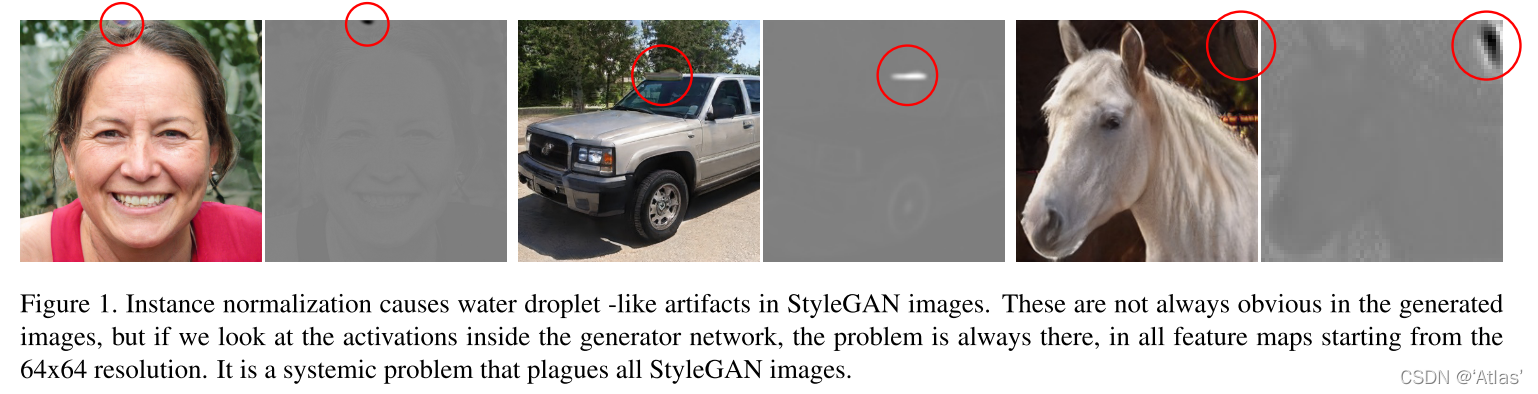 Figure 1. Instance normalization causes water droplet -like artifacts in StyleGAN images. These are not always obvious in the generated
images, but if we look at the activations inside the generator network, the problem is always there, in all feature maps starting from the
64x64 resolution. It is a systemic problem that plagues all StyleGAN images.
CSDN @‘Atlas’